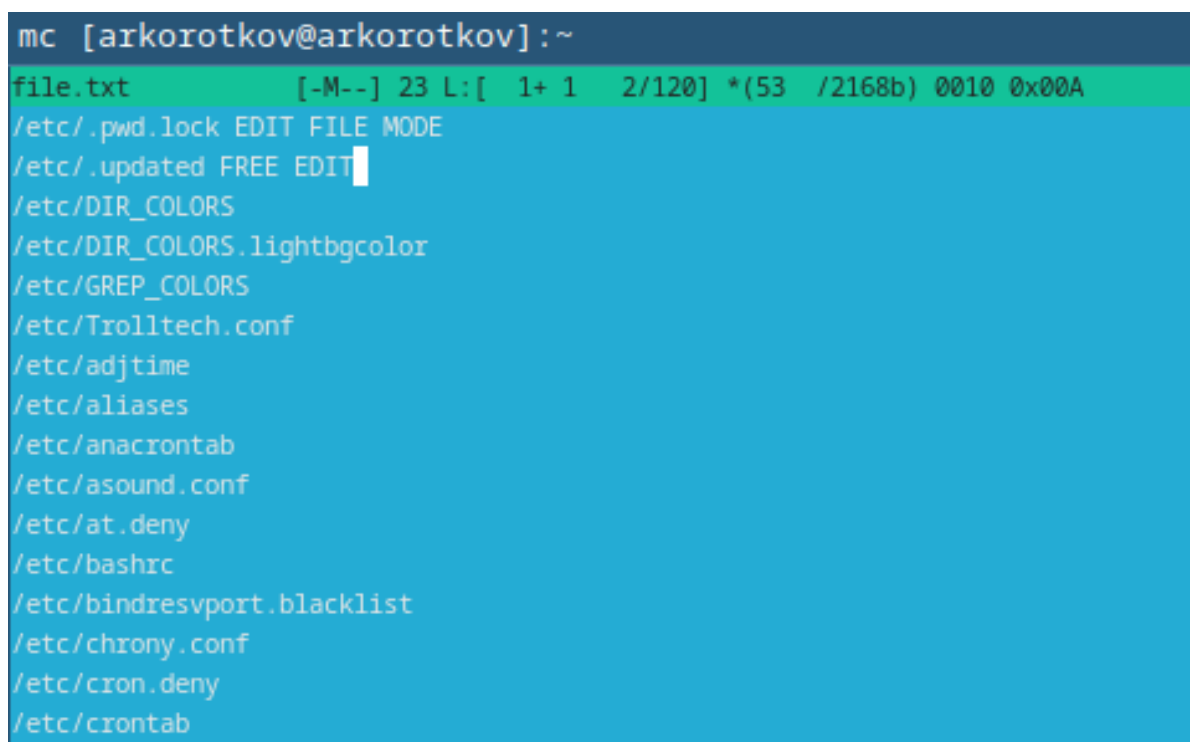 mc [arkorotkov@arkorotkov]:~
file.txt [-M--] 23 L:[ 1+ 1 2/120] *(53 /2168b) 0010 0x00A
/etc/.pwd.lock EDIT FILE MODE
/etc/.updated FREE EDIT
/etc/DIR_COLORS
/etc/DIR_COLORS.lightbgcolor
/etc/GREP_COLORS
/etc/Trolltech.conf
/etc/adjtime
/etc/aliases
/etc/anacrontab
/etc/asound.conf
/etc/at.deny
/etc/bashrc
/etc/bindresvport.blacklist
/etc/chrony.conf
/etc/cron.deny
/etc/crontab